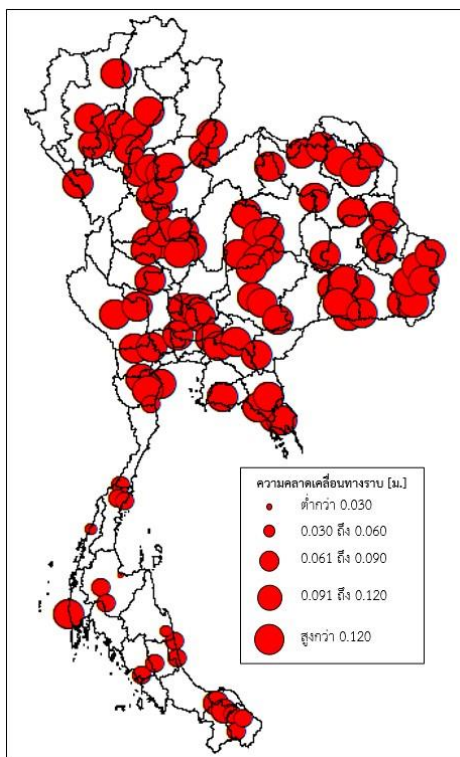 ความคลาดเคลื่อนทางราบ [ม.]
ต่ำกว่า 0.030
0.030 ถึง 0.060
0.061 ถึง 0.090
0.091 ถึง 0.120
สูงกว่า 0.120